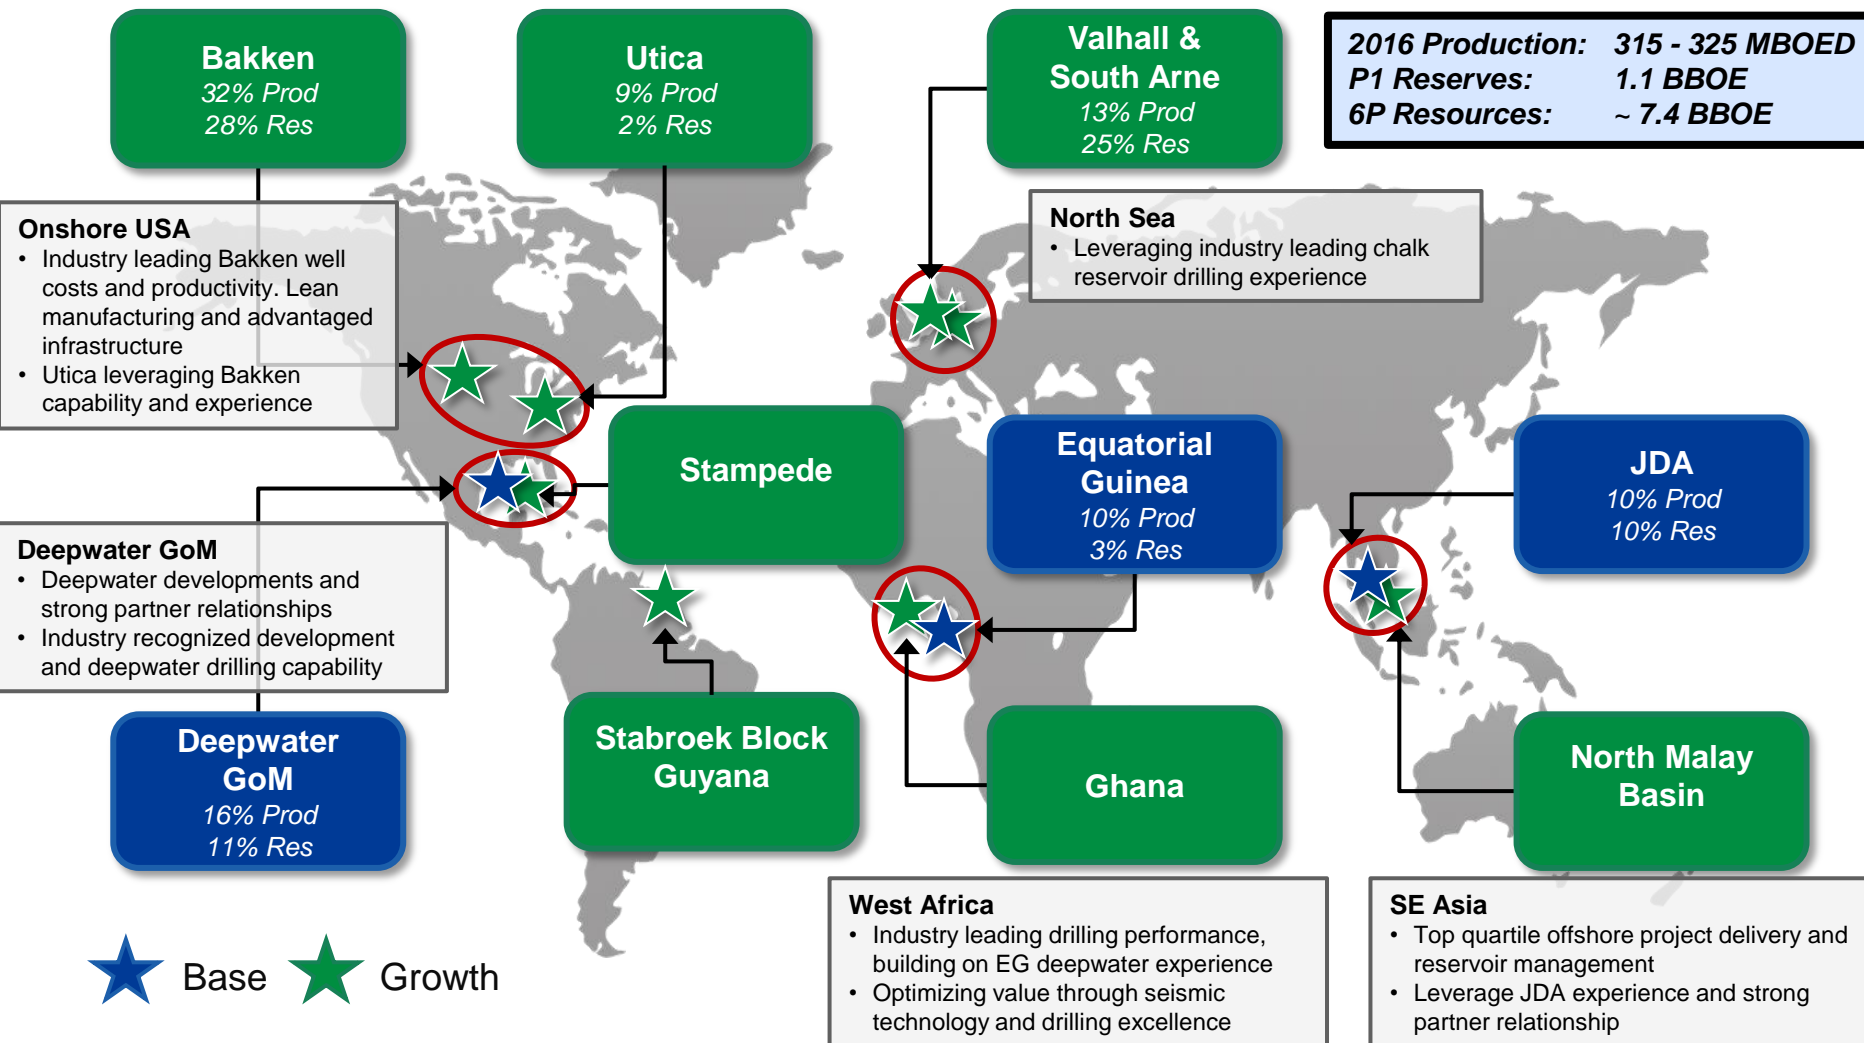 Bakken
32% Prod
28% Res
Utica
9% Prod
2% Res
Valhall &
South Arne
13% Prod
25% Res
2016 Production: 315 - 325 MBOED
P1 Reserves: 1.1 BBOE
6P Resources: ~ 7.4 BBOE
Onshore USA
• Industry leading Bakken well
costs and productivity. Lean
manufacturing and advantaged
infrastructure
• Utica leveraging Bakken
capability and experience
North Sea
• Leveraging industry leading chalk
reservoir drilling experience
Stampede
Equatorial
Guinea
10% Prod
3% Res
JDA
10% Prod
10% Res
Deepwater GoM
• Deepwater developments and
strong partner relationships
• Industry recognized development
and deepwater drilling capability
Deepwater
GoM
16% Prod
11% Res
Stabroek Block
Guyana
Ghana
North Malay
Basin
West Africa
• Industry leading drilling performance,
building on EG deepwater experience
• Optimizing value through seismic
technology and drilling excellence
SE Asia
• Top quartile offshore project delivery and
reservoir management
• Leverage JDA experience and strong
partner relationship
Base
Growth